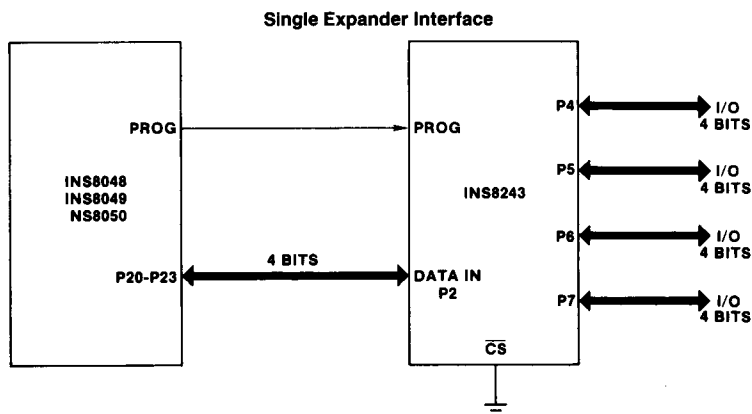 Single Expander Interface
PROG
INS8048
INS8049
NS8050
P20-P23
4 BITS
PROG
INS8243
DATA IN
P2
CS
P4
I/O
4 BITS
P5
I/O
4 BITS
P6
I/O
4 BITS
P7
I/O
4 BITS